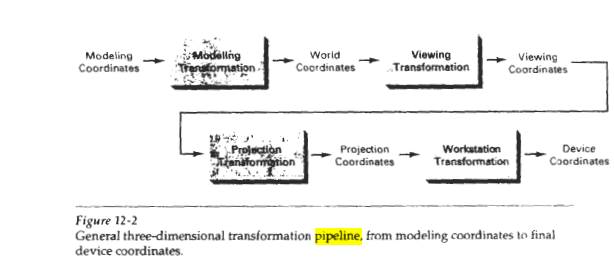 Modeling
Coordinates
Modeling
Transformation
World
Coordinates
Viewing
Transformation
Viewing
Coordinates
Projection
Transformation
Projection
Coordinates
Workstation
Transformation
Device
Coordinates
Figure 12-2
General three-dimensional transformation pipeline, from modeling coordinates to final
device coordinates.